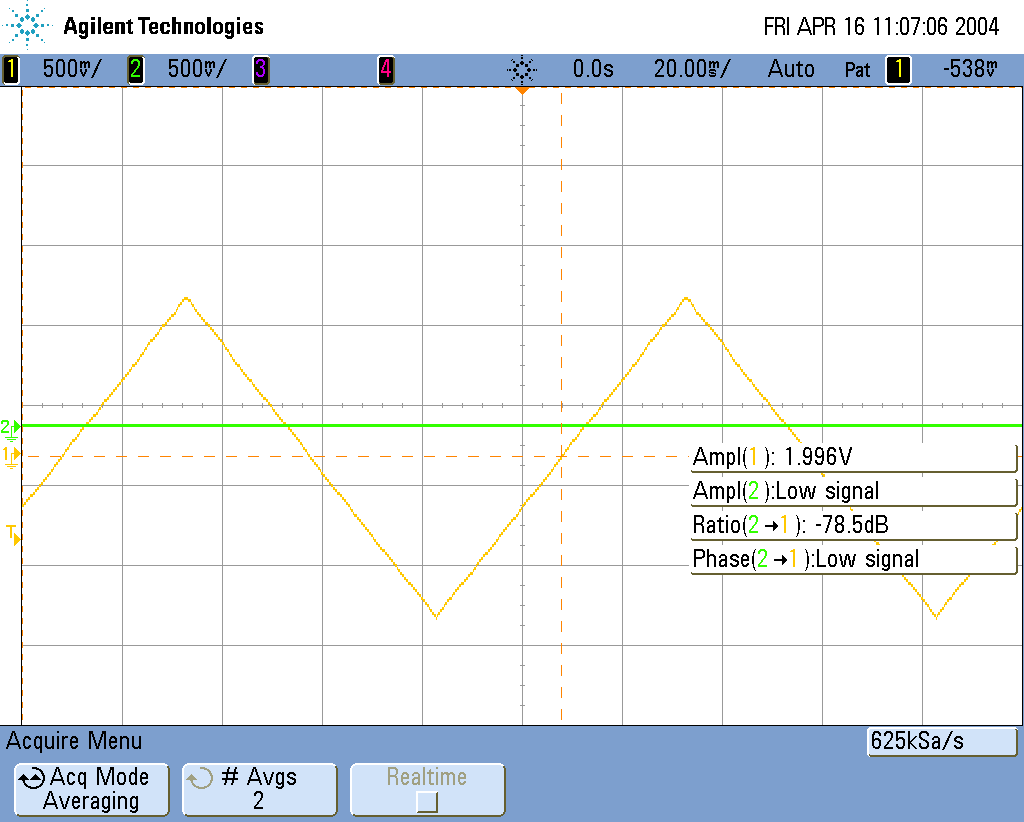 Agilent Technologies FRI APR 16 11:07:06 2004
1 500mV/ 2 500mV/ 3 4 0.0s 20.00ms/ Auto Pat 1 -538mV
2
1
T
Ampl(1): 1.996V
Ampl(2):Low signal
Ratio(2→1): -78.5dB
Phase(2→1):Low signal
Acquire Menu 625kSa/s
Acq Mode # Avgs Realtime
Averaging 2